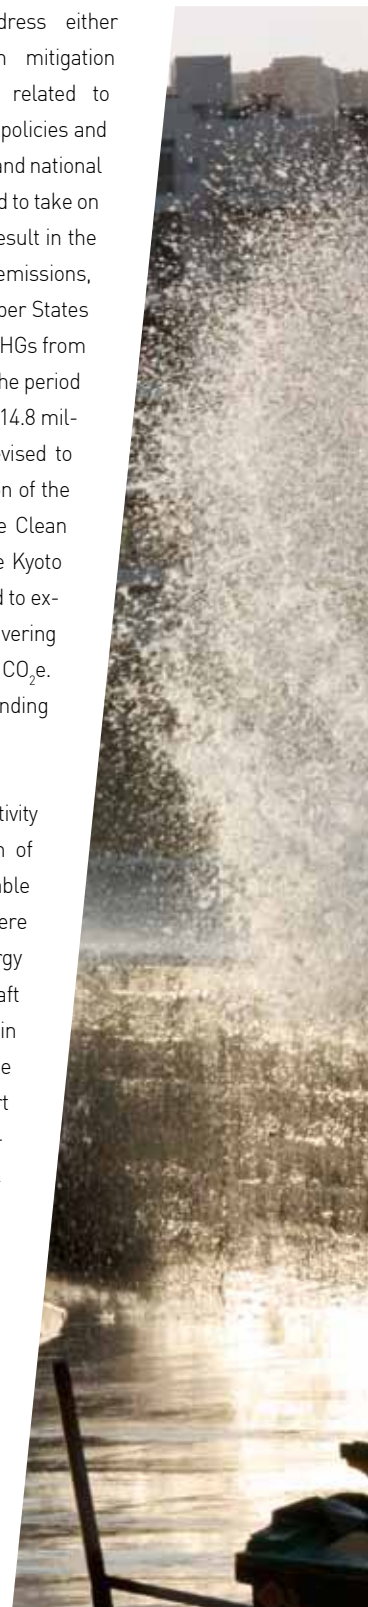 dress either
mitigation
related to
policies and
and national
d to take on
esult in the
emissions,
ber States
HGs from
he period
14.8 mil-
vised to
n of the
e Clean
e Kyoto
d to ex-
vering
CO₂e.
nding
tivity
n of
able
ere
rgy
aft
in
e
rt